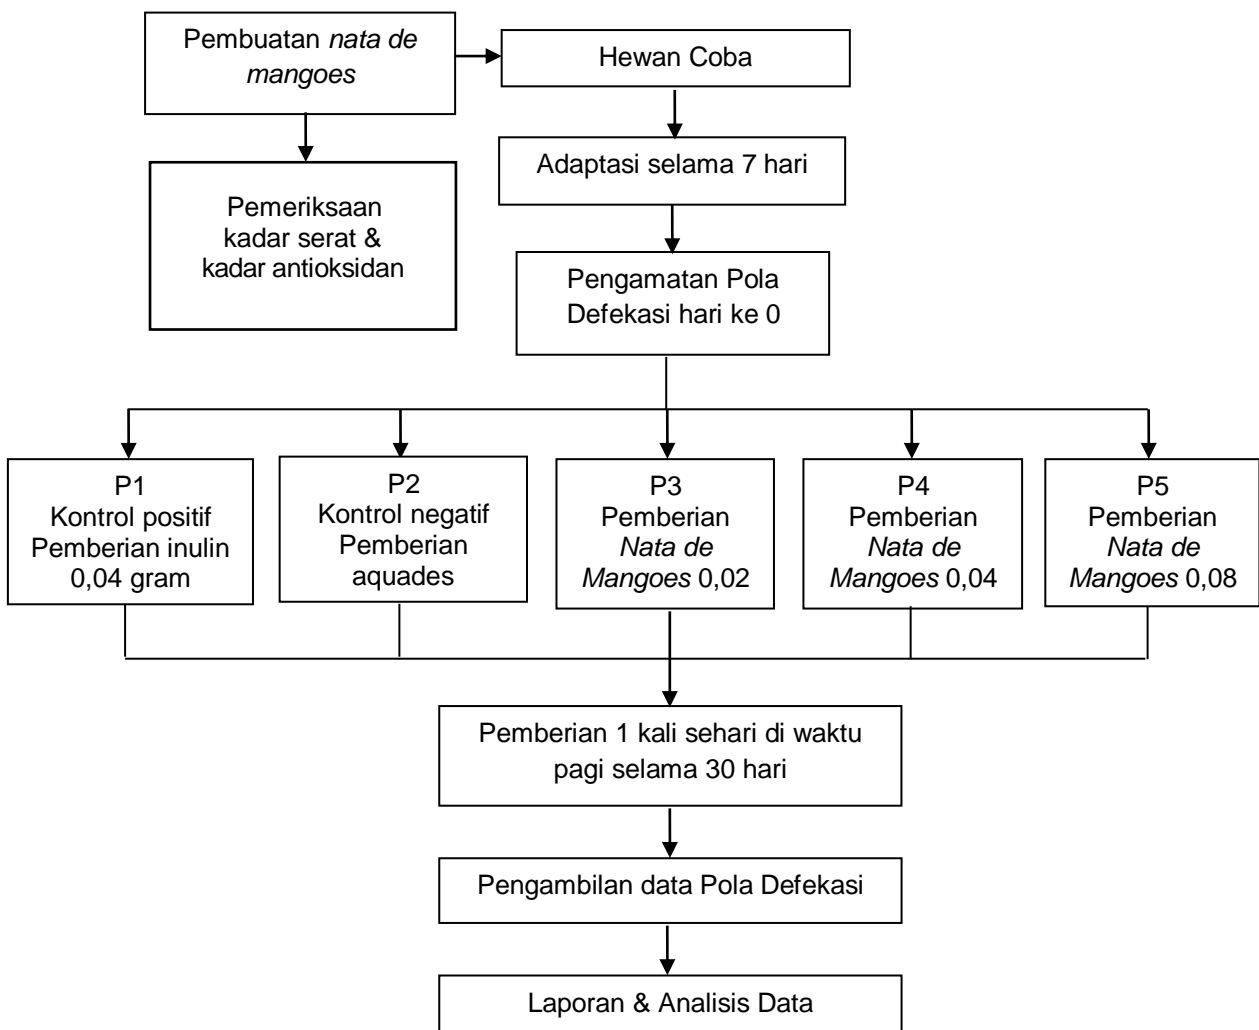 Pembuatan nata de
mangoes
Hewan Coba
Adaptasi selama 7 hari
Pemeriksaan
kadar serat &
kadar antioksidan
Pengamatan Pola
Defekasi hari ke 0
P1
Kontrol positif
Pemberian inulin
0,04 gram
P2
Kontrol negatif
Pemberian
aquades
P3
Pemberian
Nata de
Mangoes 0,02
P4
Pemberian
Nata de
Mangoes 0,04
P5
Pemberian
Nata de
Mangoes 0,08
Pemberian 1 kali sehari di waktu
pagi selama 30 hari
Pengambilan data Pola Defekasi
Laporan & Analisis Data